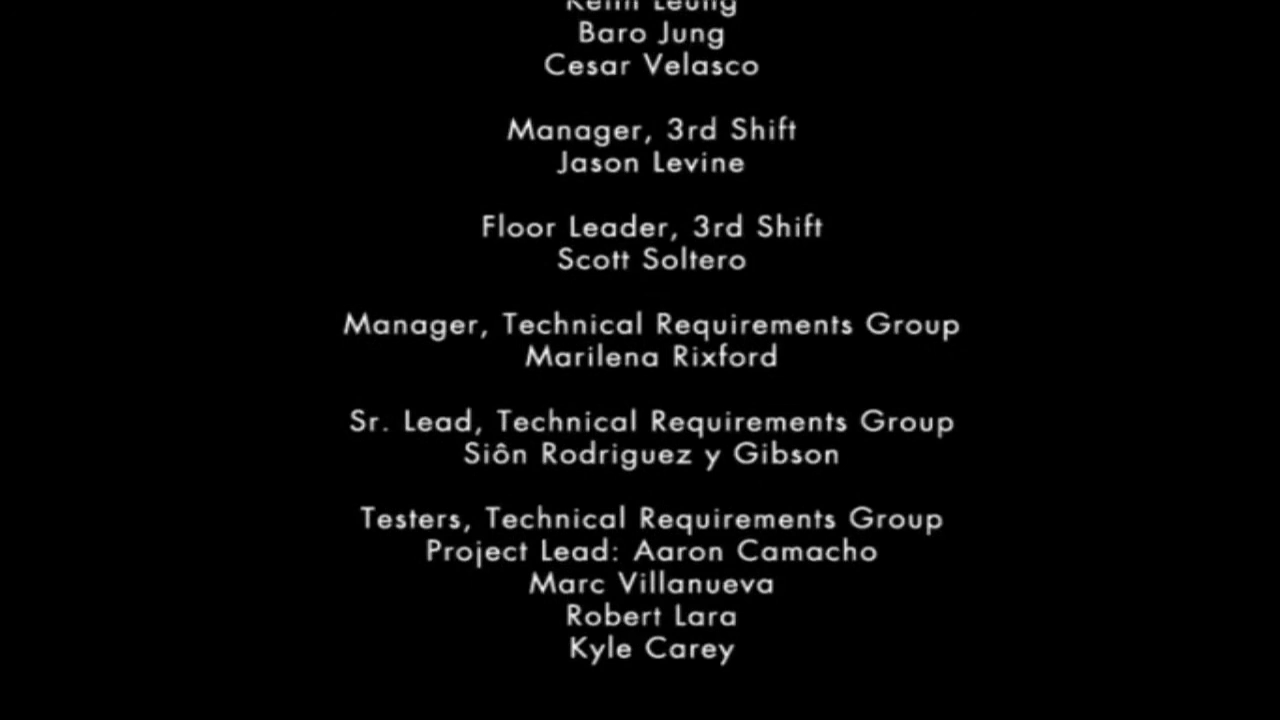 Keith Leung
Baro Jung
Cesar Velasco
Manager, 3rd Shift
Jason Levine
Floor Leader, 3rd Shift
Scott Soltero
Manager, Technical Requirements Group
Marilena Rixford
Sr. Lead, Technical Requirements Group
Siôn Rodriguez y Gibson
Testers, Technical Requirements Group
Project Lead: Aaron Camacho
Marc Villanueva
Robert Lara
Kyle Carey